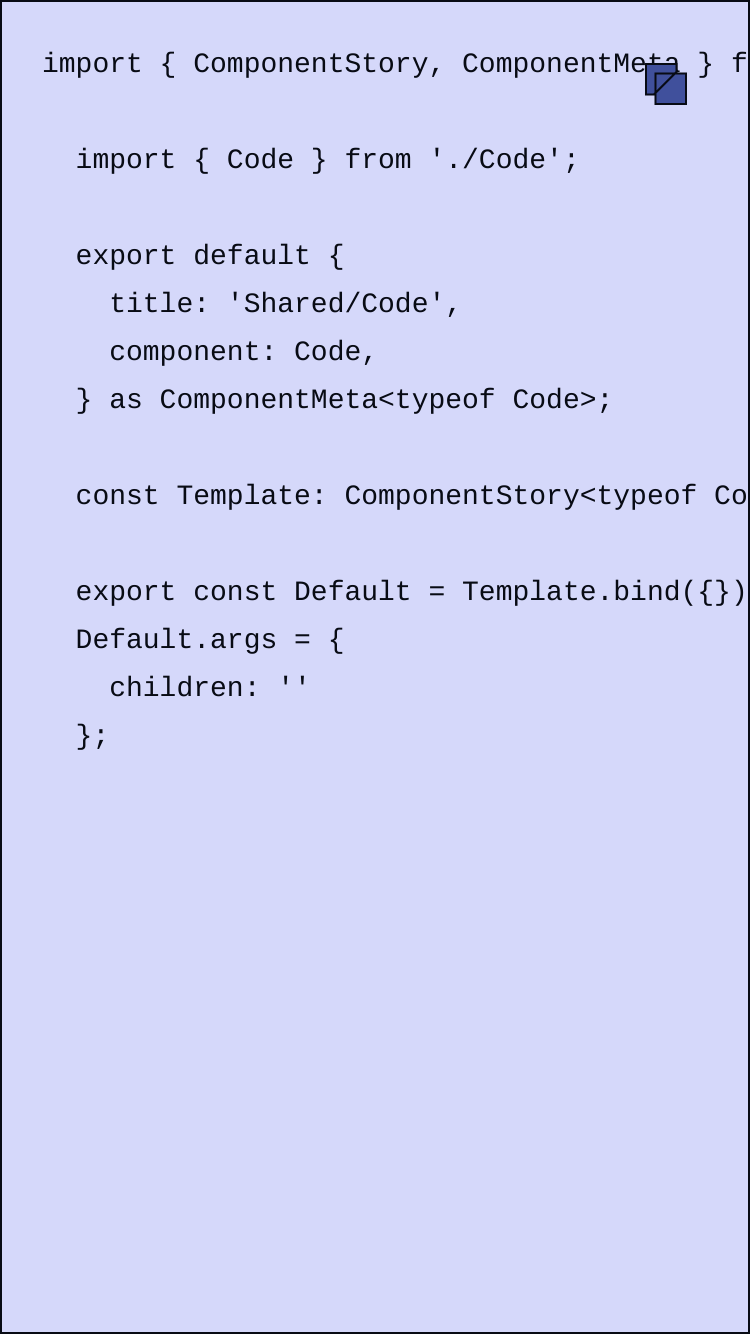 import { ComponentStory, ComponentMeta } f
import { Code } from './Code';
export default {
title: 'Shared/Code',
component: Code,
} as ComponentMeta<typeof Code>;
const Template: ComponentStory<typeof Co
export const Default = Template.bind({})
Default.args = {
children: ''
};